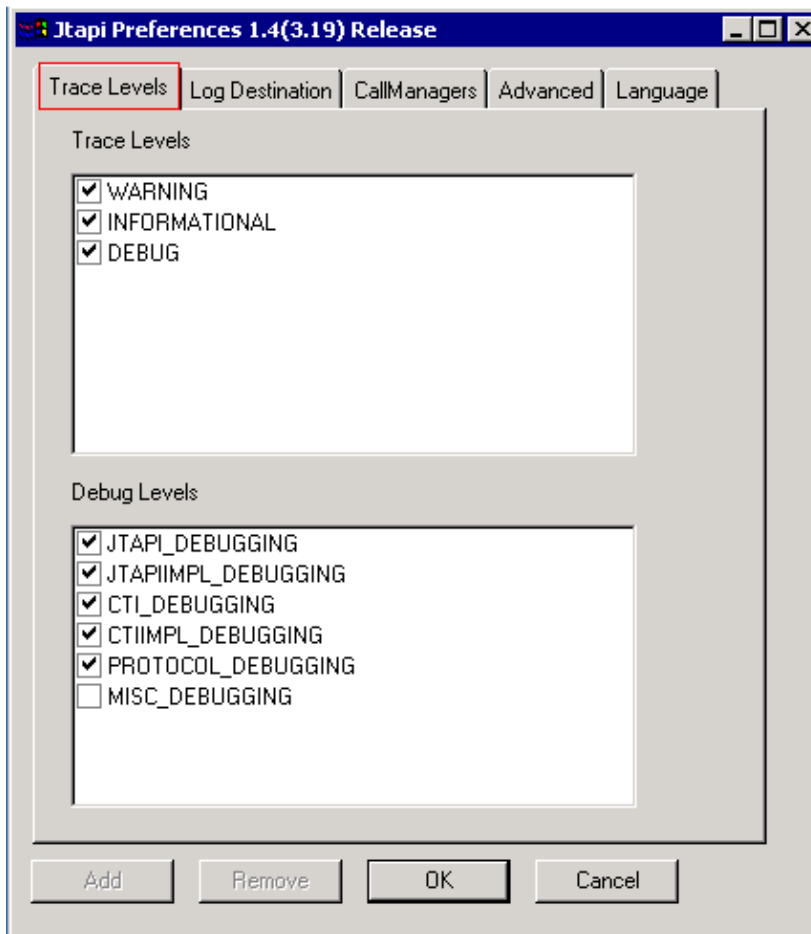 Jtapi Preferences 1.4(3.19) Release
Trace Levels Log Destination CallManagers Advanced Language
Trace Levels
WARNING
INFORMATIONAL
DEBUG
Debug Levels
JTAPI_DEBUGGING
JTAPIIMPL_DEBUGGING
CTI_DEBUGGING
CTIIMPL_DEBUGGING
PROTOCOL_DEBUGGING
MISC_DEBUGGING
Add Remove OK Cancel